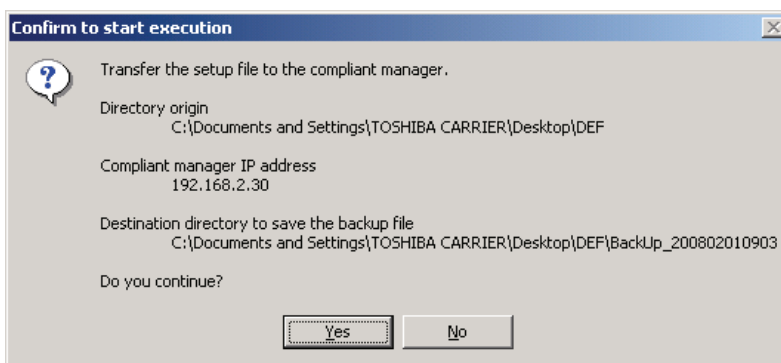 Confirm to start execution
Transfer the setup file to the compliant manager.
Directory origin
C:\Documents and Settings\TOSHIBA CARRIER\Desktop\DEF
Compliant manager IP address
192.168.2.30
Destination directory to save the backup file
C:\Documents and Settings\TOSHIBA CARRIER\Desktop\DEF\BackUp_200802010903
Do you continue?
Yes No